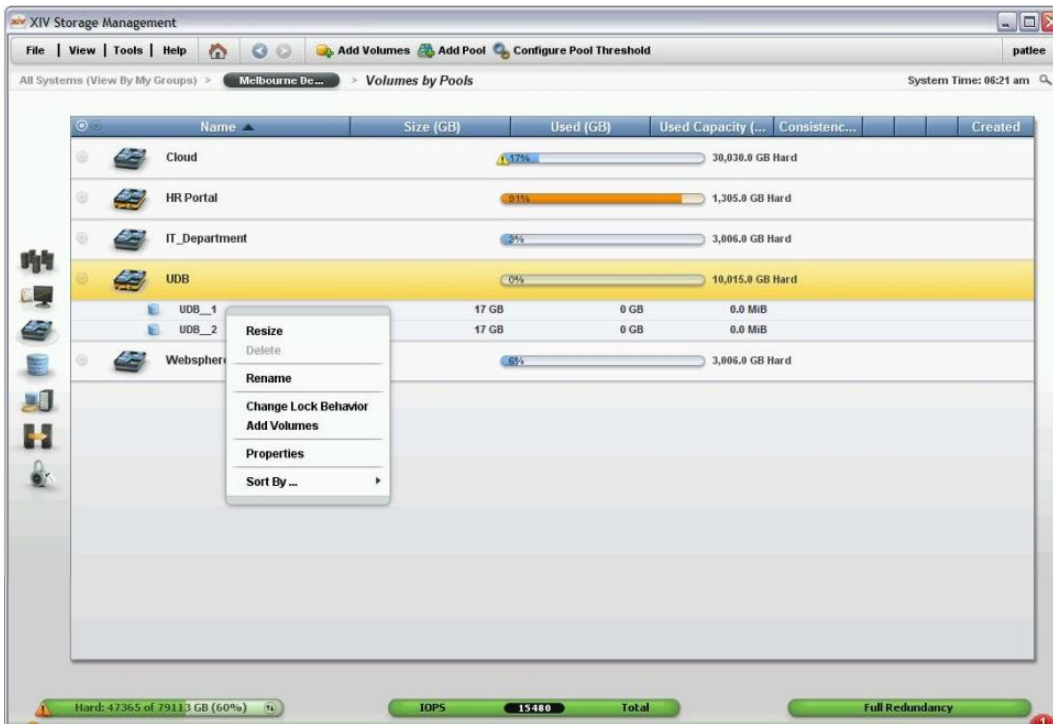 XIV Storage Management
File | View | Tools | Help Add Volumes Add Pool Configure Pool Threshold patlee
All Systems (View By My Groups) > Melbourne De... > Volumes by Pools System Time: 06:21 am
Name Size (GB) Used (GB) Used Capacity (... Consistenc... Created
Cloud 17% 30,030.0 GB Hard
HR Portal 91% 1,305.0 GB Hard
IT_Department 3% 3,006.0 GB Hard
UDB 0% 10,015.0 GB Hard
UDB__1 17 GB 0 GB 0.0 MiB
UDB__2 17 GB 0 GB 0.0 MiB
Websphere 6% 3,006.0 GB Hard
Resize
Delete
Rename
Change Lock Behavior
Add Volumes
Properties
Sort By ...
Hard: 47365 of 79113 GB (60%) IOPS 15480 Total Full Redundancy
1